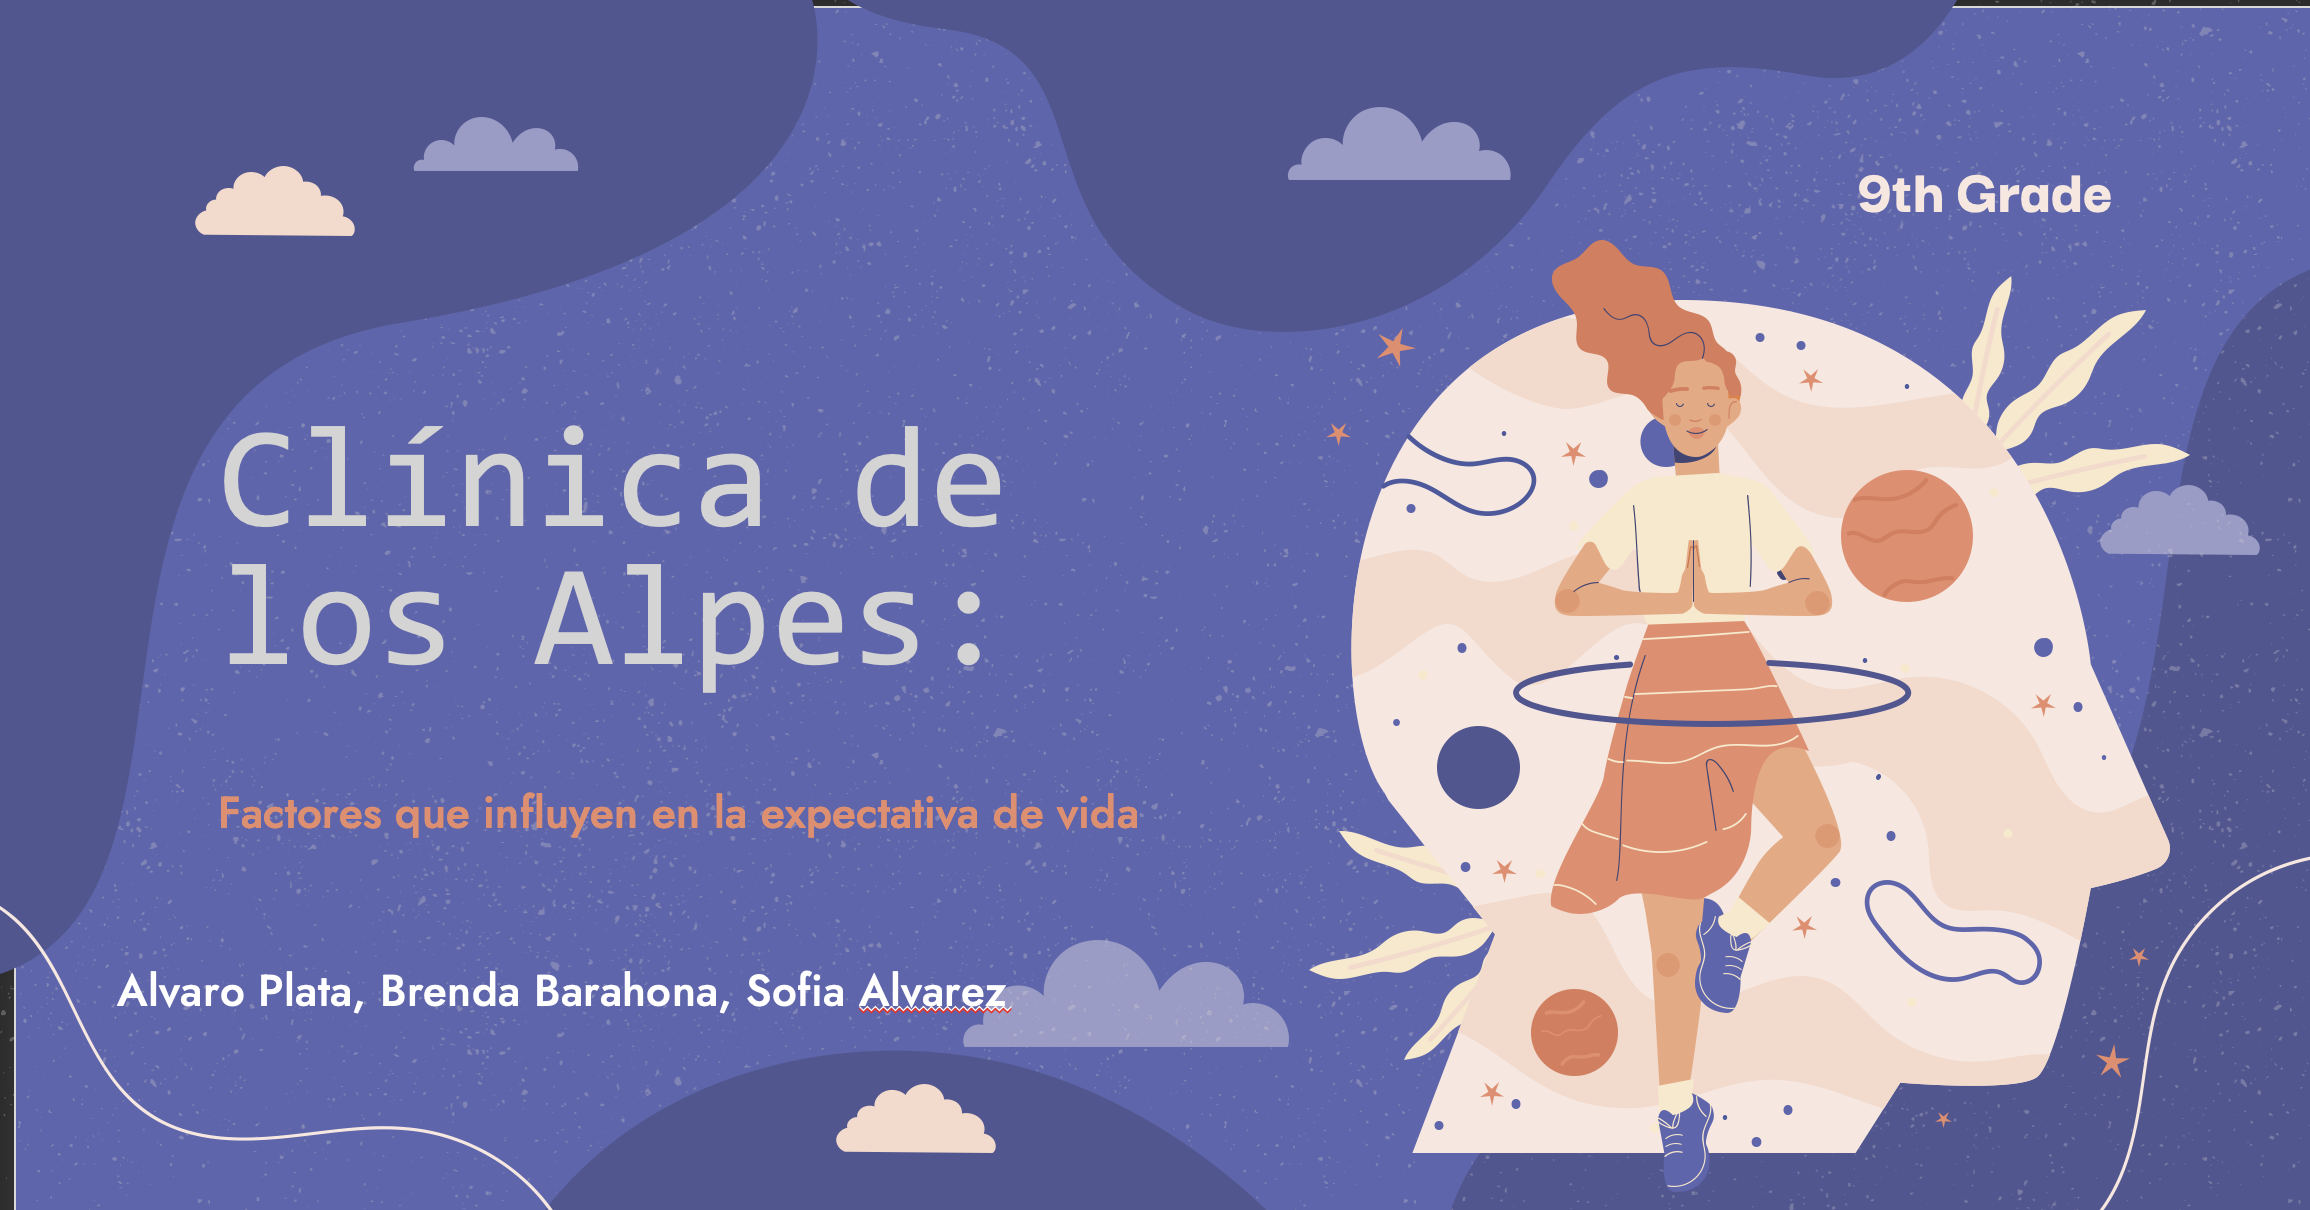 9th Grade
Clínica de
los Alpes:
Factores que influyen en la expectativa de vida
Alvaro Plata, Brenda Barahona, Sofia Alvarez